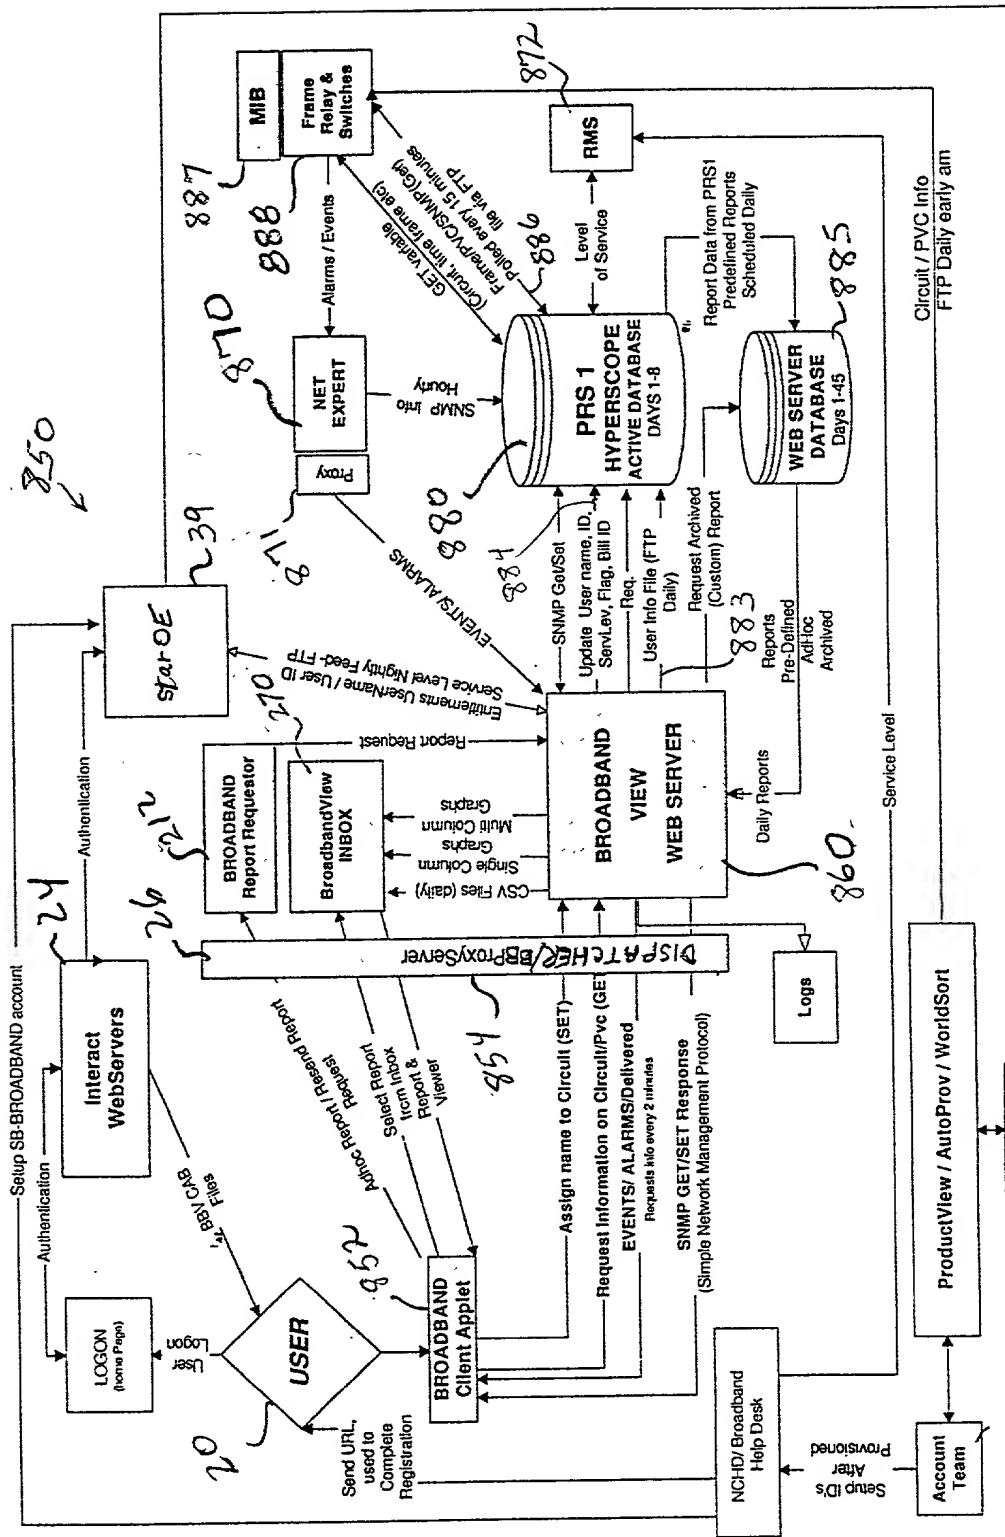 850
Setup SB-BROADBAND account
Authentication
Authentication
LOGON
(home Page)
User
Logon
20
USER
Send URL,
used to
Complete
Registration
24
Interact
WebServers
BBV CAB
Files
starOE
239
Entitlements UserName / User ID
Service Level Nightly Feed- FTP
212
BROADBAND
Report Requestor
Report Request
270
BroadbandView
INBOX
CSV Files (daily)
Single Column
Graphs
Multi Column
Graphs
26
DISPATCHER/BBProxyServer
854
Adhoc Report / Resend Report
Request
Select Report
from Inbox
Report &
Viewer
852
BROADBAND
Client Applet
Assign name to Circuit (SET)
Request Information on Circuit/Pvc (GET
EVENTS/ ALARMS/Delivered
Requests info every 2 minutes
SNMP GET/SET Response
(Simple Network Management Protocol)
BROADBAND
VIEW
WEB SERVER
860
Logs
8711
Proxy
NET
EXPERT
8770
EVENTS/ ALARMS
SNMP info
Hourly
Alarms / Events
887
MIB
888
Frame
Relay &
Switches
GET variable
(Circuit, time frame etc)
Frame/PVC/SNMP(Get)
Polled every 15 minutes
file via FTP
886
880
PRS 1
HYPERSCOPE
ACTIVE DATABASE
DAYS 1-8
884
SNMP Get/Set
Update User name, ID,
ServLev, Flag, Bill ID
Req.
User Info File (FTP
Daily)
883
Request Archived
(Custom) Report
Level
of Service
RMS
872
Report Data from PRS1
Predefined Reports
Scheduled Daily
WEB SERVER
DATABASE
Days 1-45
885
Reports
Pre-Defined
AdHoc
Archived
Daily Reports
Service Level
Circuit / PVC Info
FTP Daily early am
NCHD/ Broadband
Help Desk
Setup ID's
After
Provisioned
Account
Team
ProductView / AutoProv / WorldSort